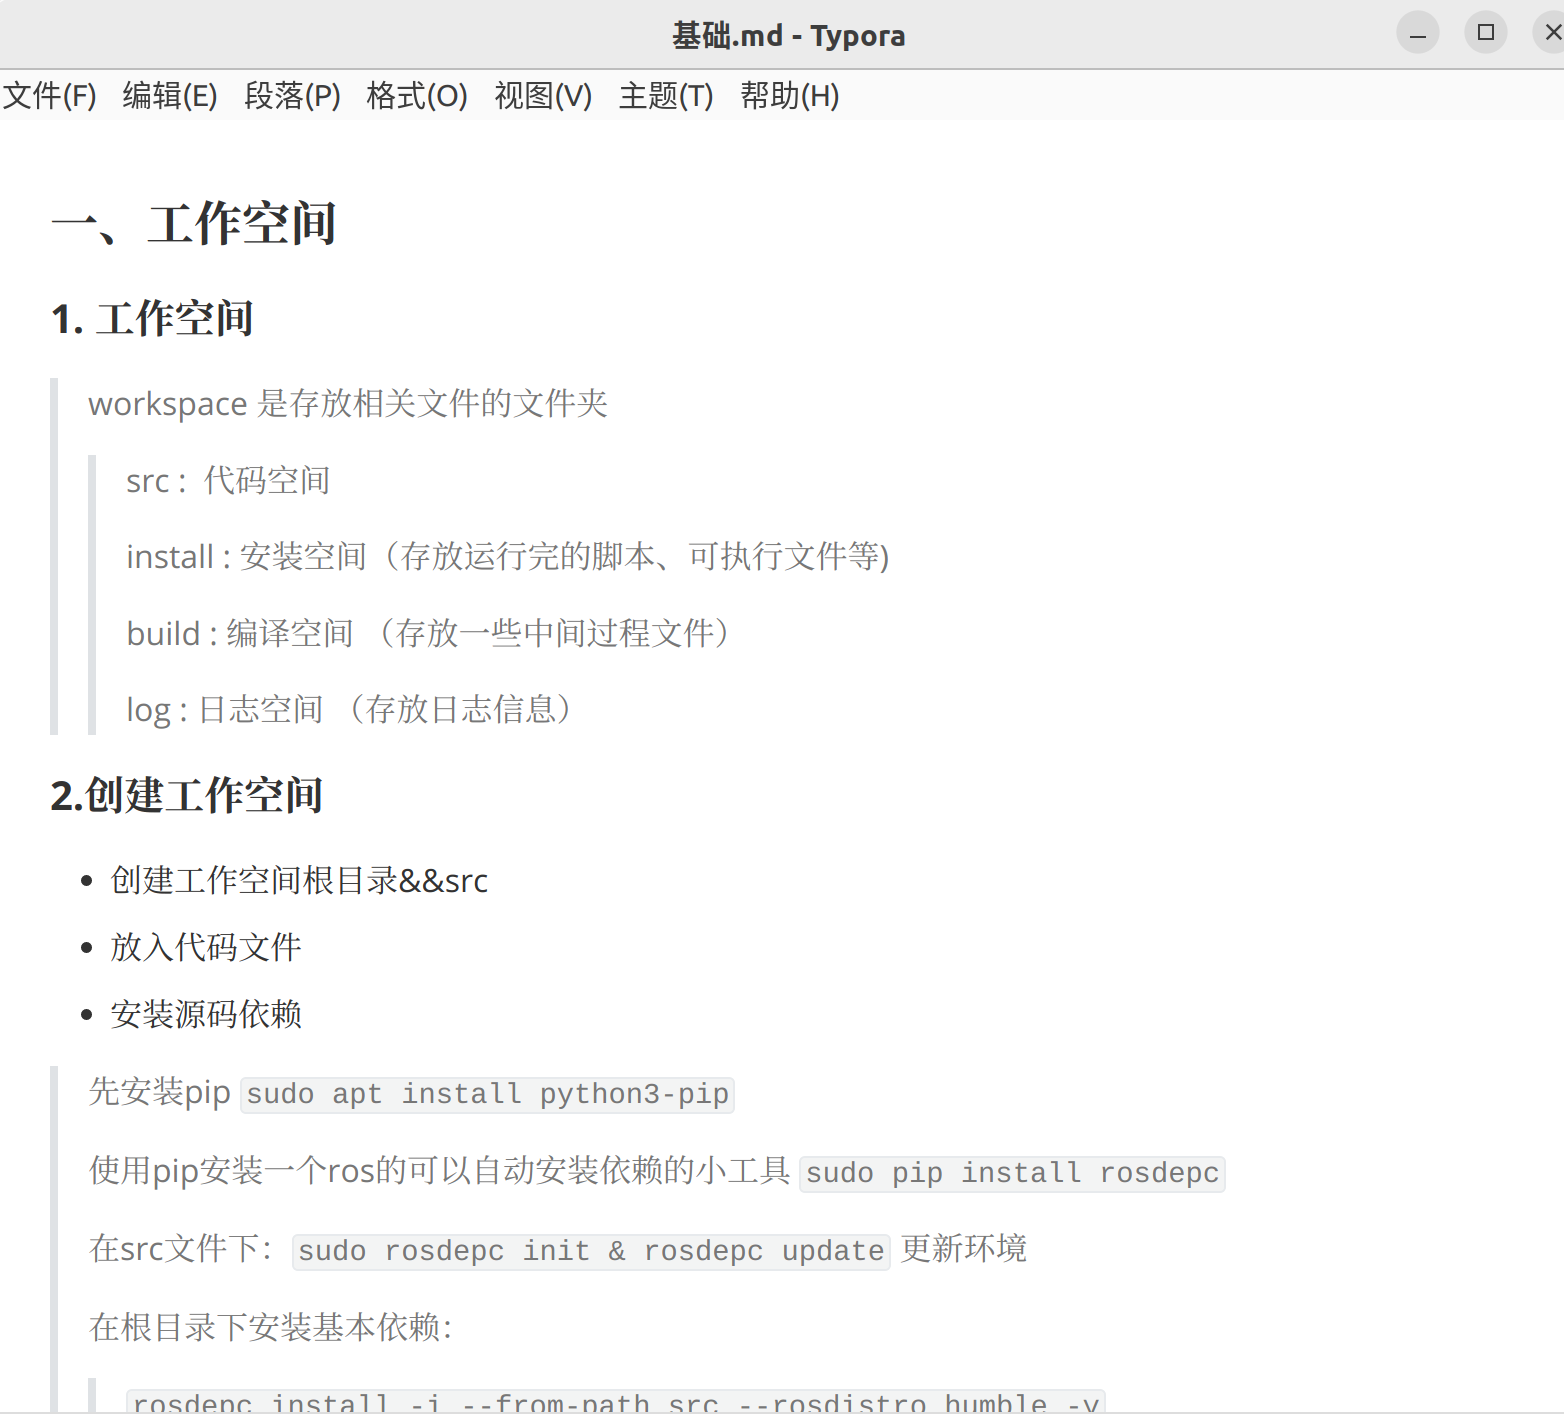 基础.md - Typora
文件(F) 编辑(E) 段落(P) 格式(O) 视图(V) 主题(T) 帮助(H)
一、工作空间
1. 工作空间
workspace 是存放相关文件的文件夹
src : 代码空间
install : 安装空间（存放运行完的脚本、可执行文件等)
build : 编译空间 （存放一些中间过程文件）
log : 日志空间 （存放日志信息）
2.创建工作空间
• 创建工作空间根目录&&src
• 放入代码文件
• 安装源码依赖
先安装pip sudo apt install python3-pip
使用pip安装一个ros的可以自动安装依赖的小工具 sudo pip install rosdepc
在src文件下：sudo rosdepc init & rosdepc update 更新环境
在根目录下安装基本依赖：
rosdepc install -i --from-path src --rosdistro humble -y